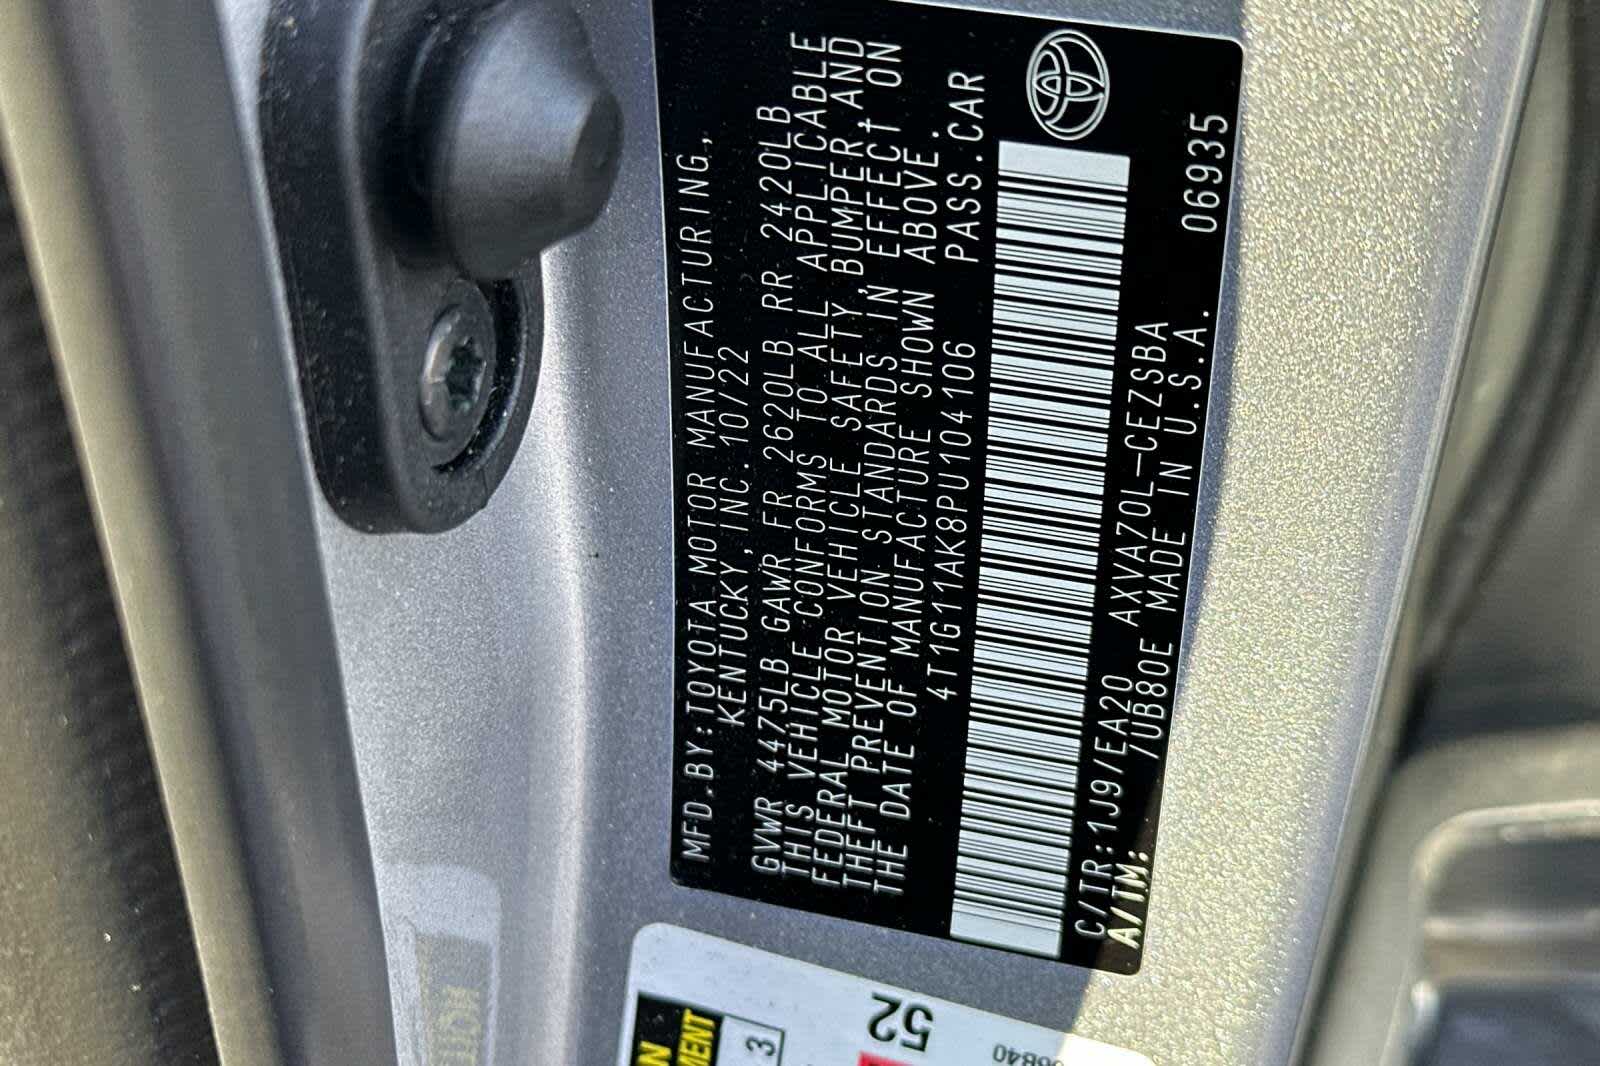 MFD.BY:TOYOTA MOTOR MANUFACTURING,
KENTUCKY,INC.10/22
GVWR 4475LB GAWR FR 2620LB RR 2420LB
THIS VEHICLE CONFORMS TO ALL APPLICABLE
FEDERAL MOTOR VEHICLE SAFETY,BUMPER,AND
THEFT PREVENTION STANDARDS IN EFFECT ON
THE DATE OF MANUFACTURE SHOWN ABOVE.
4T1G11AK8PU104106 PASS.CAR
C/TR:1J9/EA20 AXVA70L-CEZSBA 06935
A/TM: /UB80E MADE IN U.S.A.
52
3